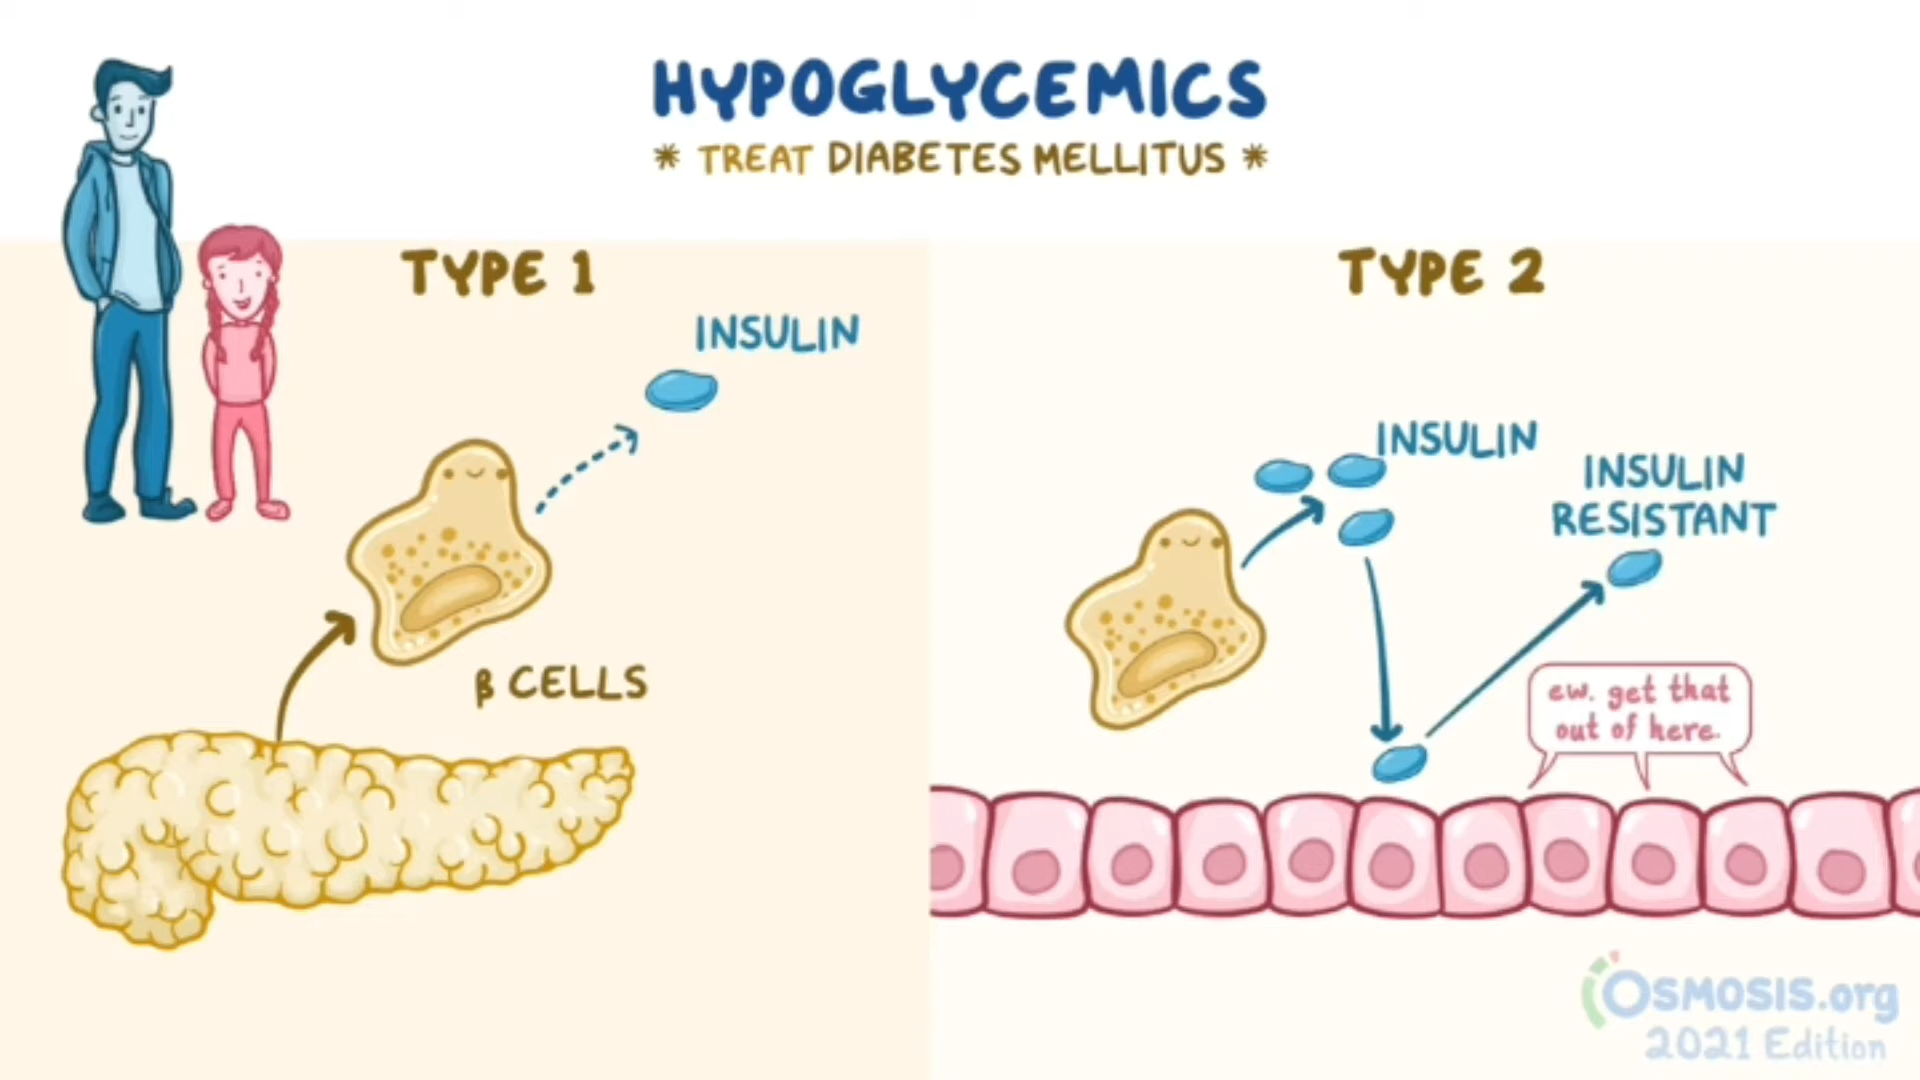 HYPOGLYCEMICS
* TREAT DIABETES MELLITUS *
TYPE 1
INSULIN
β CELLS
TYPE 2
INSULIN
INSULIN
RESISTANT
ew. get that
out of here.
OSMOSIS.org
2021 Edition